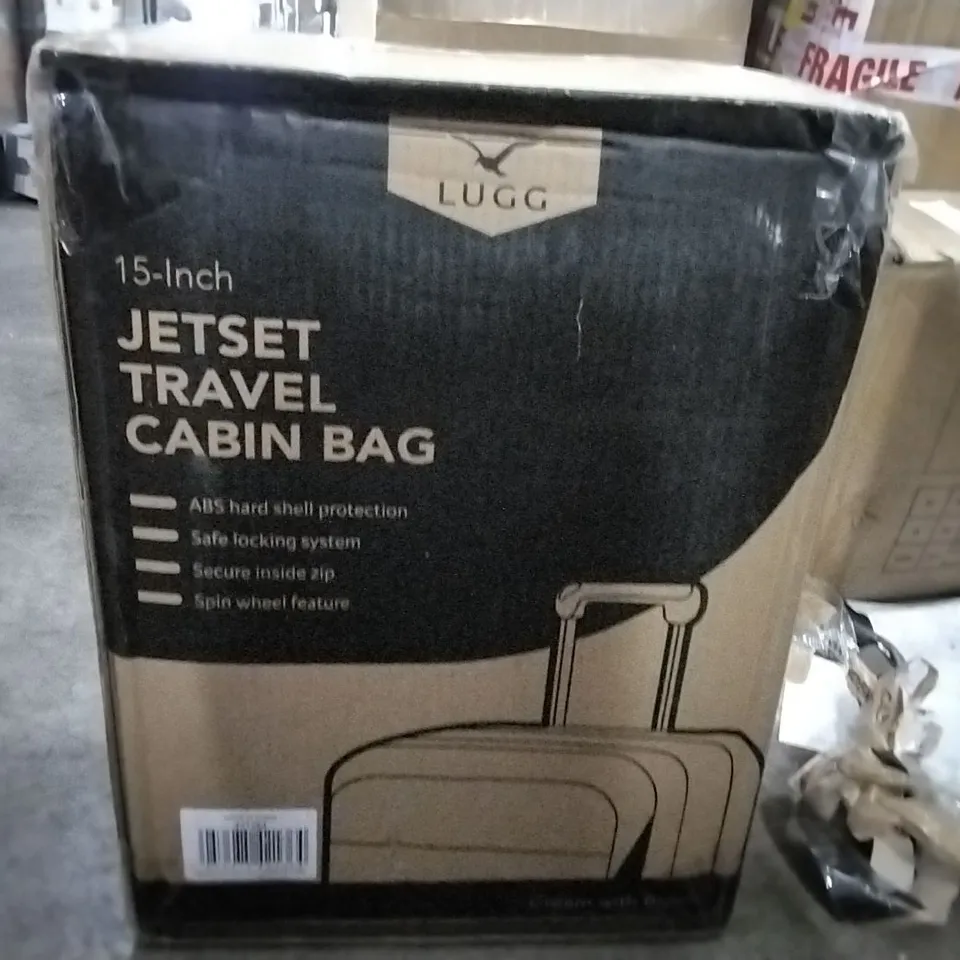 FRAGILE
LUGG
15-Inch
JETSET
TRAVEL
CABIN BAG
ABS hard shell protection
Safe locking system
Secure inside zip
Spin wheel feature